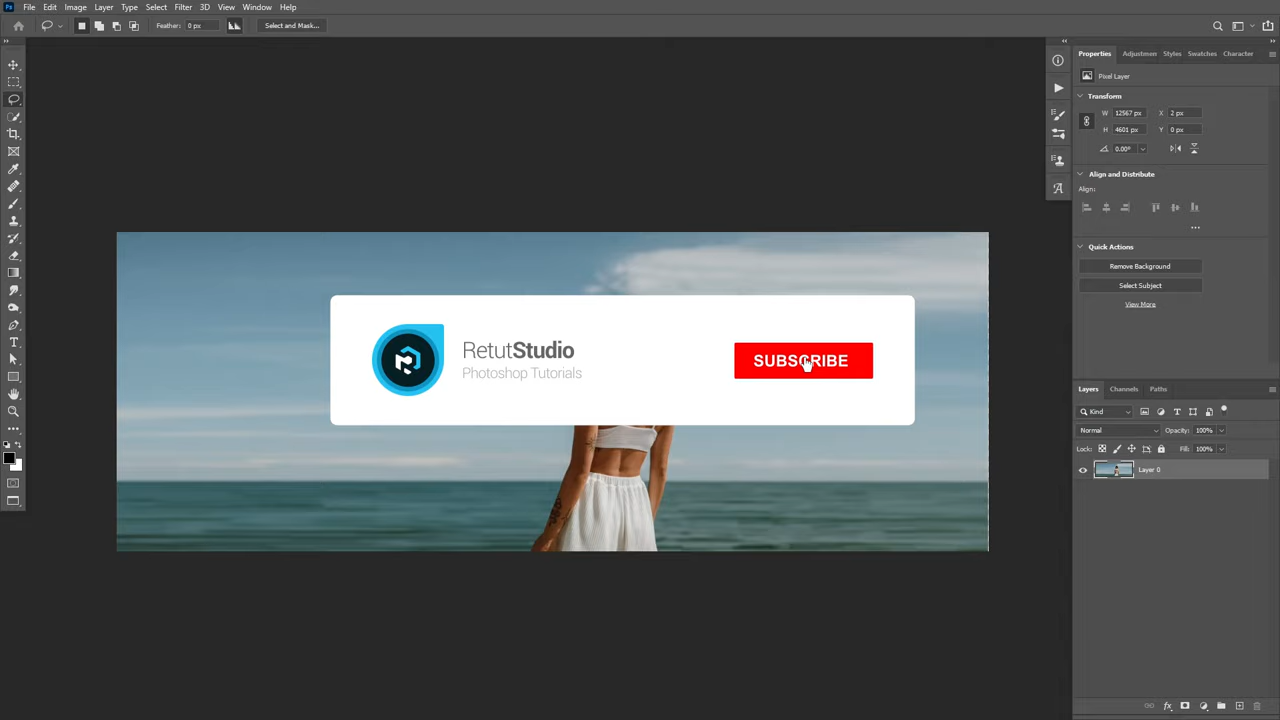 Ps File Edit Image Layer Type Select Filter 3D View Window Help
Feather: 0 px Select and Mask...
Properties Adjustmen Styles Swatches Character
Pixel Layer
Transform
W 12567 px X 2 px
H 4601 px Y 0 px
0.00°
Align and Distribute
Align:
Quick Actions
Remove Background
Select Subject
View More
RetutStudio
Photoshop Tutorials
SUBSCRIBE
Layers Channels Paths
Kind
Normal Opacity: 100%
Lock: Fill: 100%
Layer 0